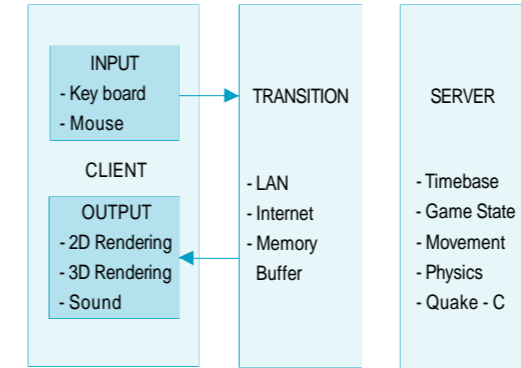 INPUT
- Key board
- Mouse
CLIENT
OUTPUT
- 2D Rendering
- 3D Rendering
- Sound
TRANSITION
- LAN
- Internet
- Memory
Buffer
SERVER
- Timebase
- Game State
- Movement
- Physics
- Quake - C